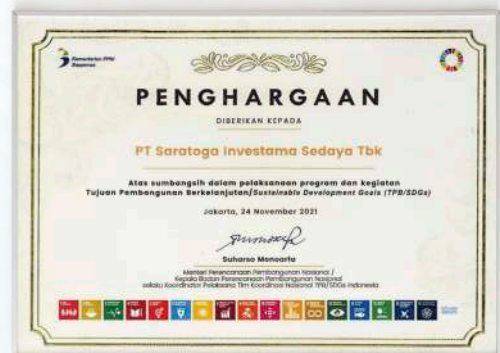 Kementerian PPN/
Bappenas
PENGHARGAAN
DIBERIKAN KEPADA
PT Saratoga Investama Sedaya Tbk
Atas sumbangsih dalam pelaksanaan program dan kegiatan
Tujuan Pembangunan Berkelanjutan/Sustainable Development Goals (TPB/SDGs)
Jakarta, 24 November 2021
Suharso Monoarfa
Menteri Perencanaan Pembangunan Nasional /
Kepala Badan Perencanaan Pembangunan Nasional
selaku Koordinator Pelaksana Tim Koordinasi Nasional TPB/SDGs Indonesia